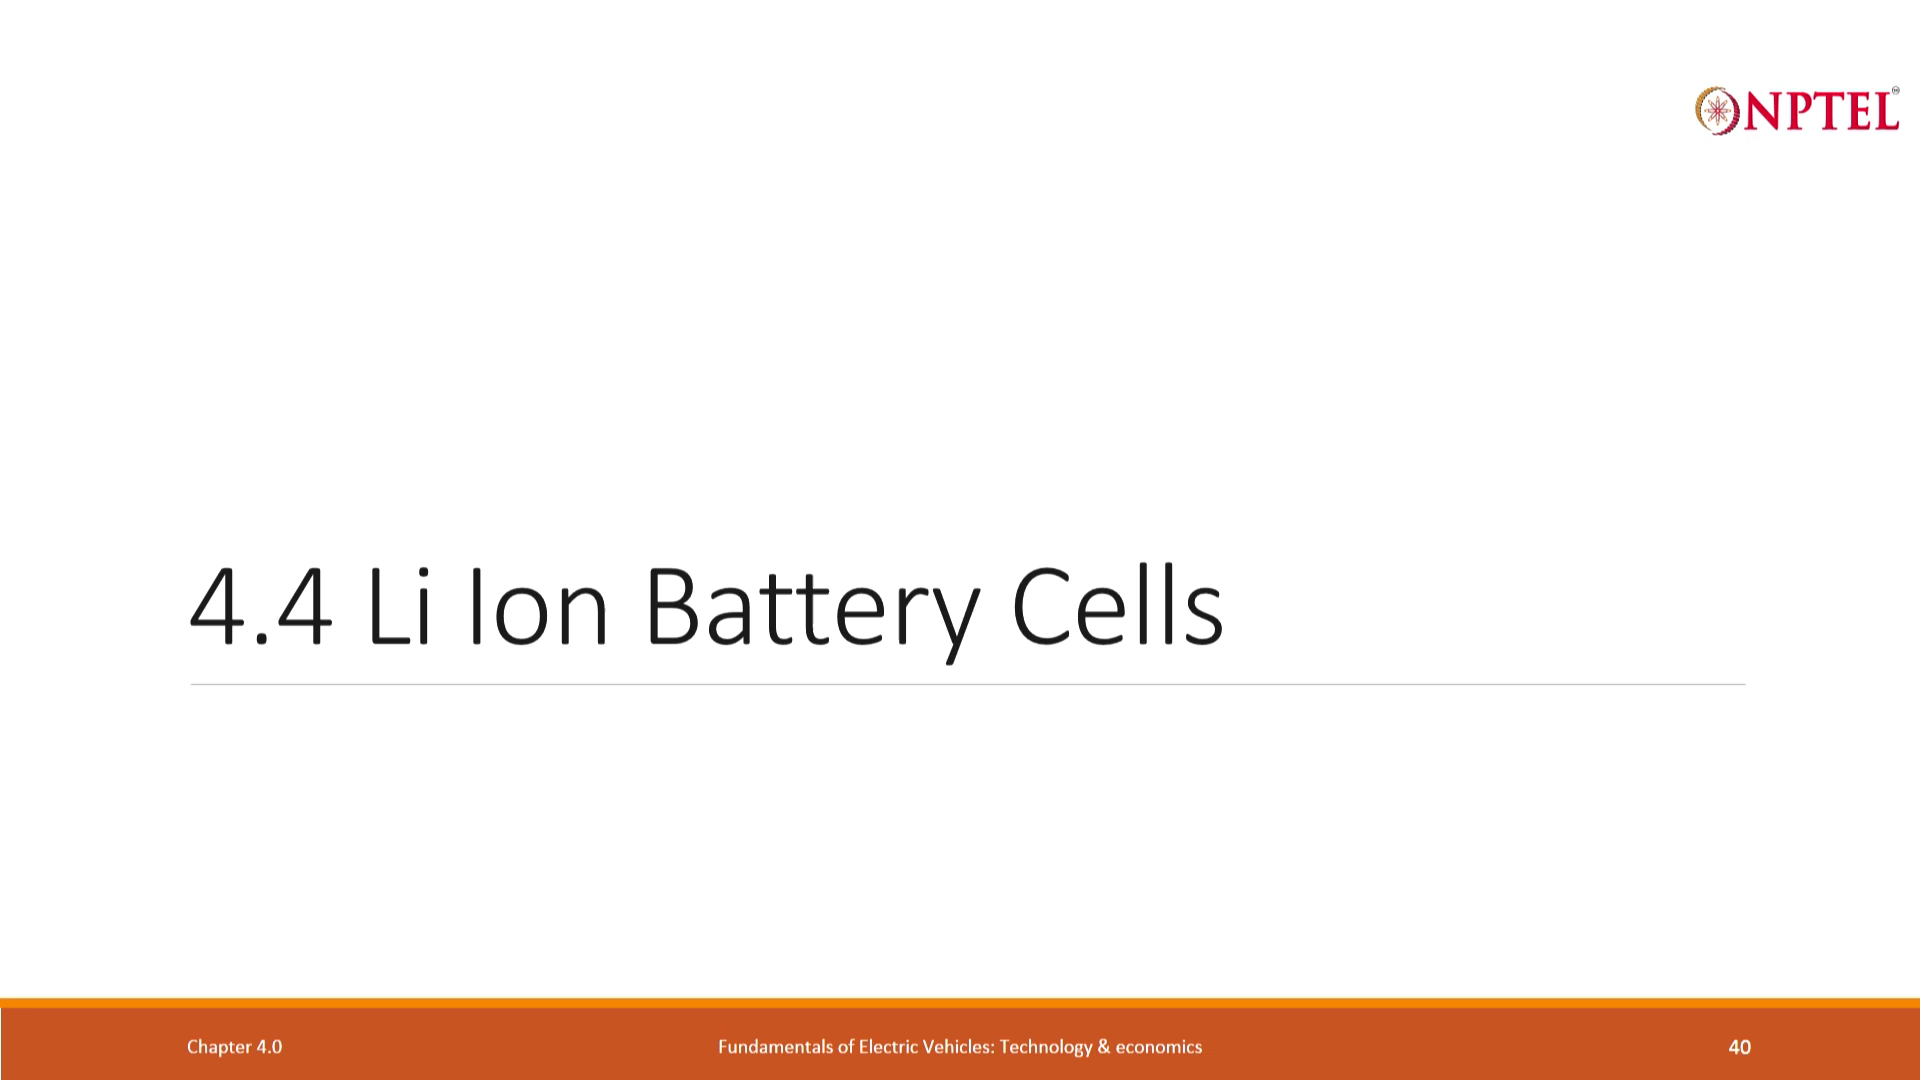 NPTEL
4.4 Li Ion Battery Cells
Chapter 4.0
Fundamentals of Electric Vehicles: Technology & economics
40